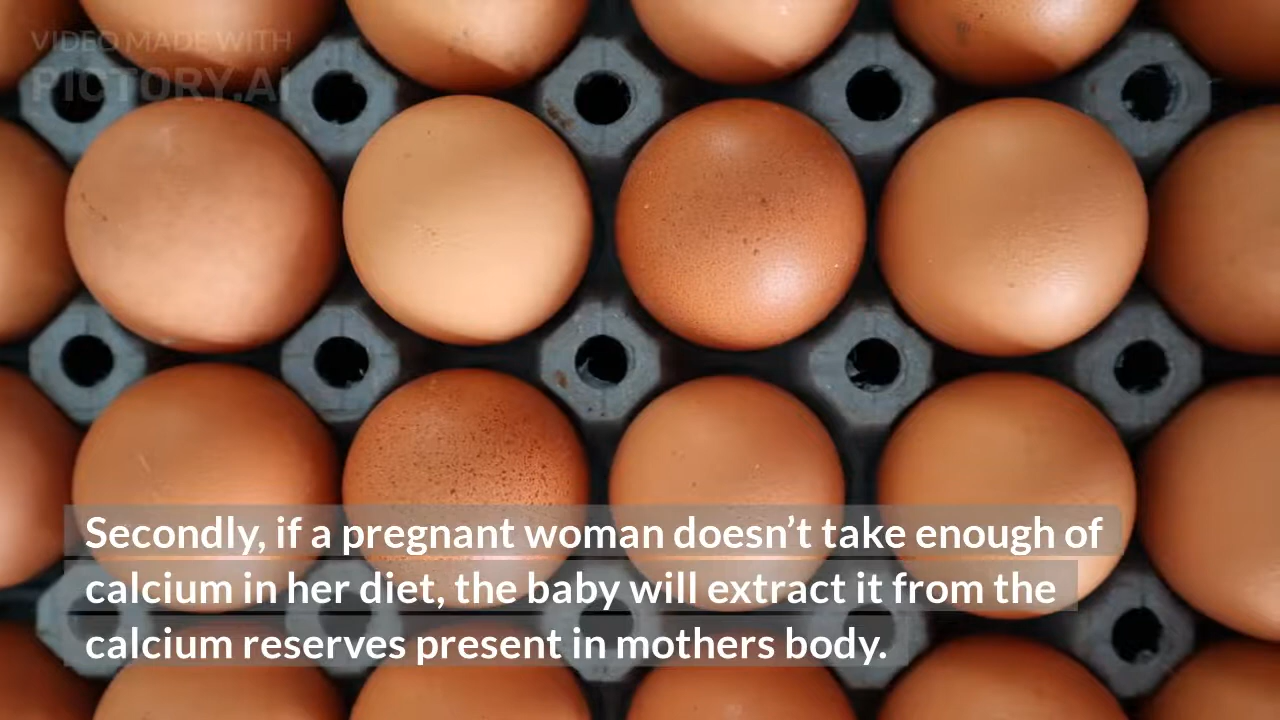 VIDEO MADE WITH
PICTORY.AI
Secondly, if a pregnant woman doesn’t take enough of
calcium in her diet, the baby will extract it from the
calcium reserves present in mothers body.